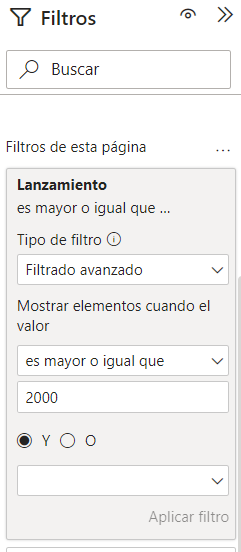 Filtros
Buscar
Filtros de esta página
...
Lanzamiento
es mayor o igual que ...
Tipo de filtro
Filtrado avanzado
Mostrar elementos cuando el
valor
es mayor o igual que
2000
Y O
Aplicar filtro